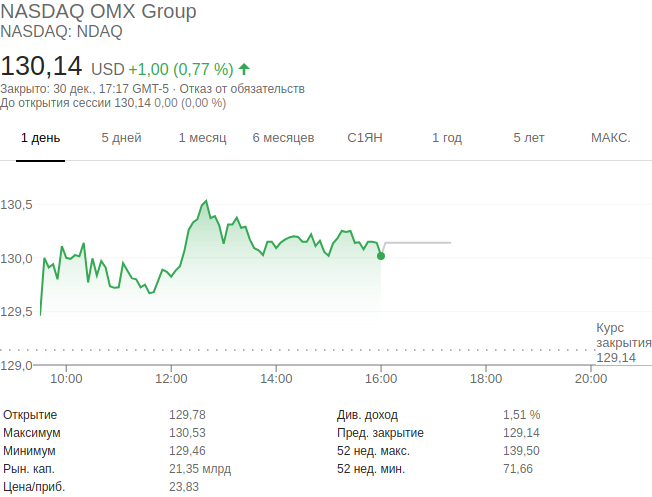 NASDAQ OMX Group
NASDAQ: NDAQ
130,14 USD +1,00 (0,77 %)
Закрыто: 30 дек., 17:17 GMT-5 · Отказ от обязательств
До открытия сессии 130,14 0,00 (0,00 %)
1 день 5 дней 1 месяц 6 месяцев С1ЯН 1 год 5 лет МАКС.
130,5
130,0
129,5
Курс
закрытия
129,14
129,0
10:00 12:00 14:00 16:00 18:00 20:00
Открытие 129,78 Див. доход 1,51 %
Максимум 130,53 Пред. закрытие 129,14
Минимум 129,46 52 нед. макс. 139,50
Рын. кап. 21,35 млрд 52 нед. мин. 71,66
Цена/приб. 23,83